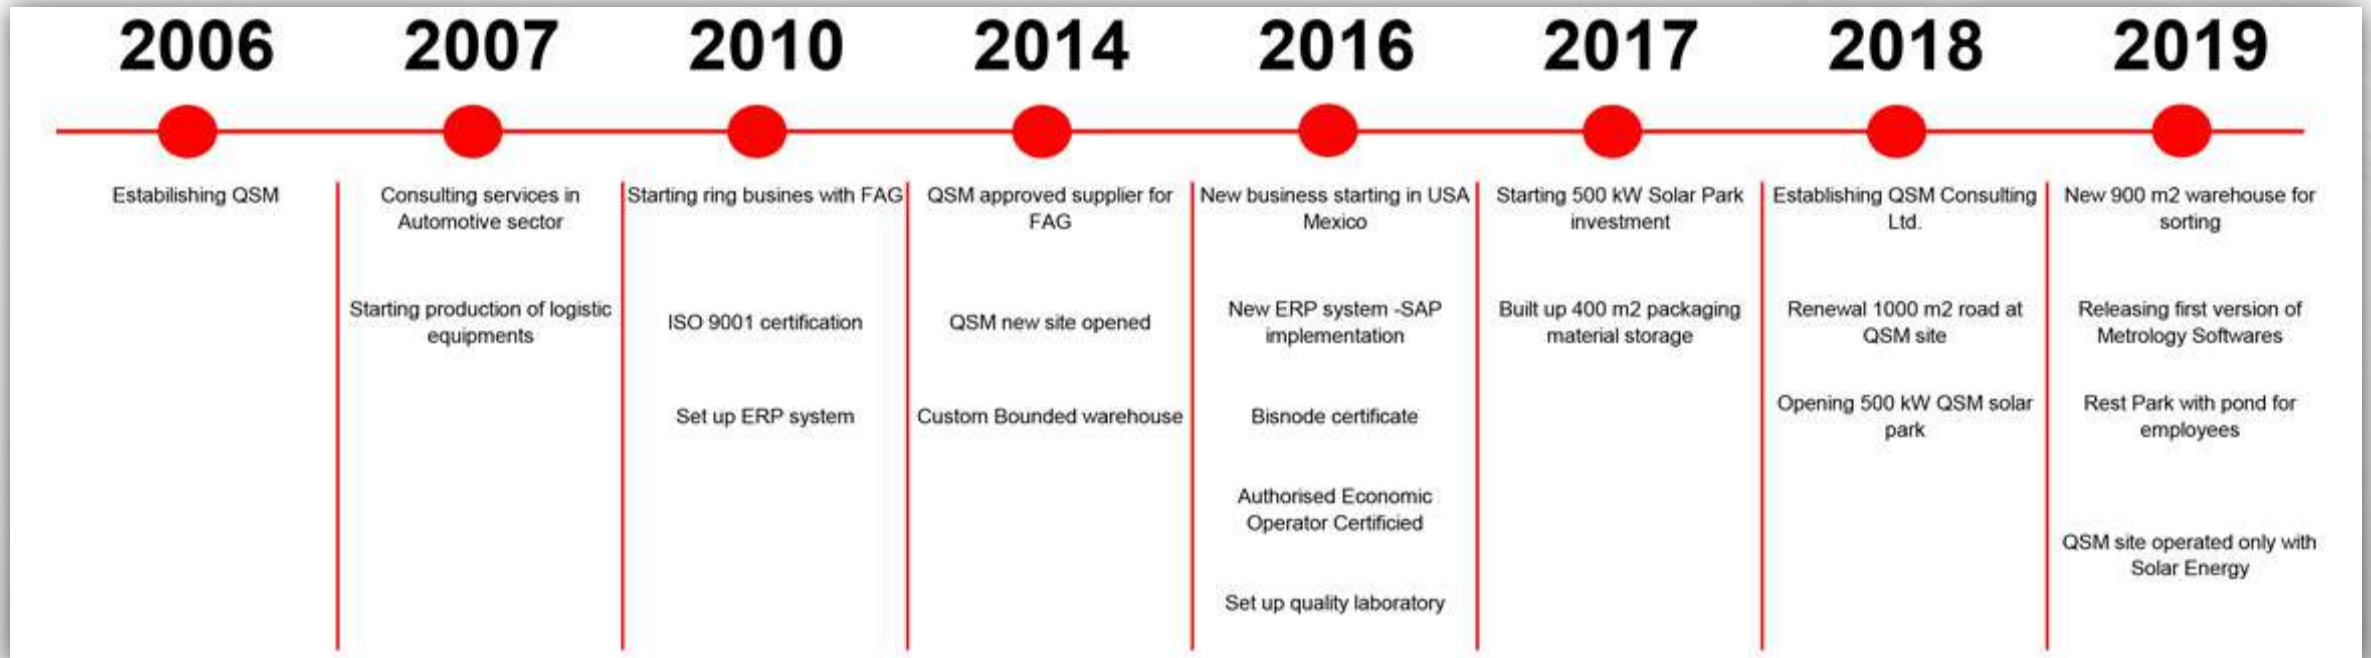 2006
Estabilishing QSM
2007
Consulting services in
Automotive sector
Starting production of logistic
equipments
2010
Starting ring busines with FAG
ISO 9001 certification
Set up ERP system
2014
QSM approved supplier for
FAG
QSM new site opened
Custom Bounded warehouse
2016
New business starting in USA
Mexico
New ERP system -SAP
implementation
Bisnode certificate
Authorised Economic
Operator Certificied
Set up quality laboratory
2017
Starting 500 kW Solar Park
investment
Built up 400 m2 packaging
material storage
2018
Establishing QSM Consulting
Ltd.
Renewal 1000 m2 road at
QSM site
Opening 500 kW QSM solar
park
2019
New 900 m2 warehouse for
sorting
Releasing first version of
Metrology Softwares
Rest Park with pond for
employees
QSM site operated only with
Solar Energy